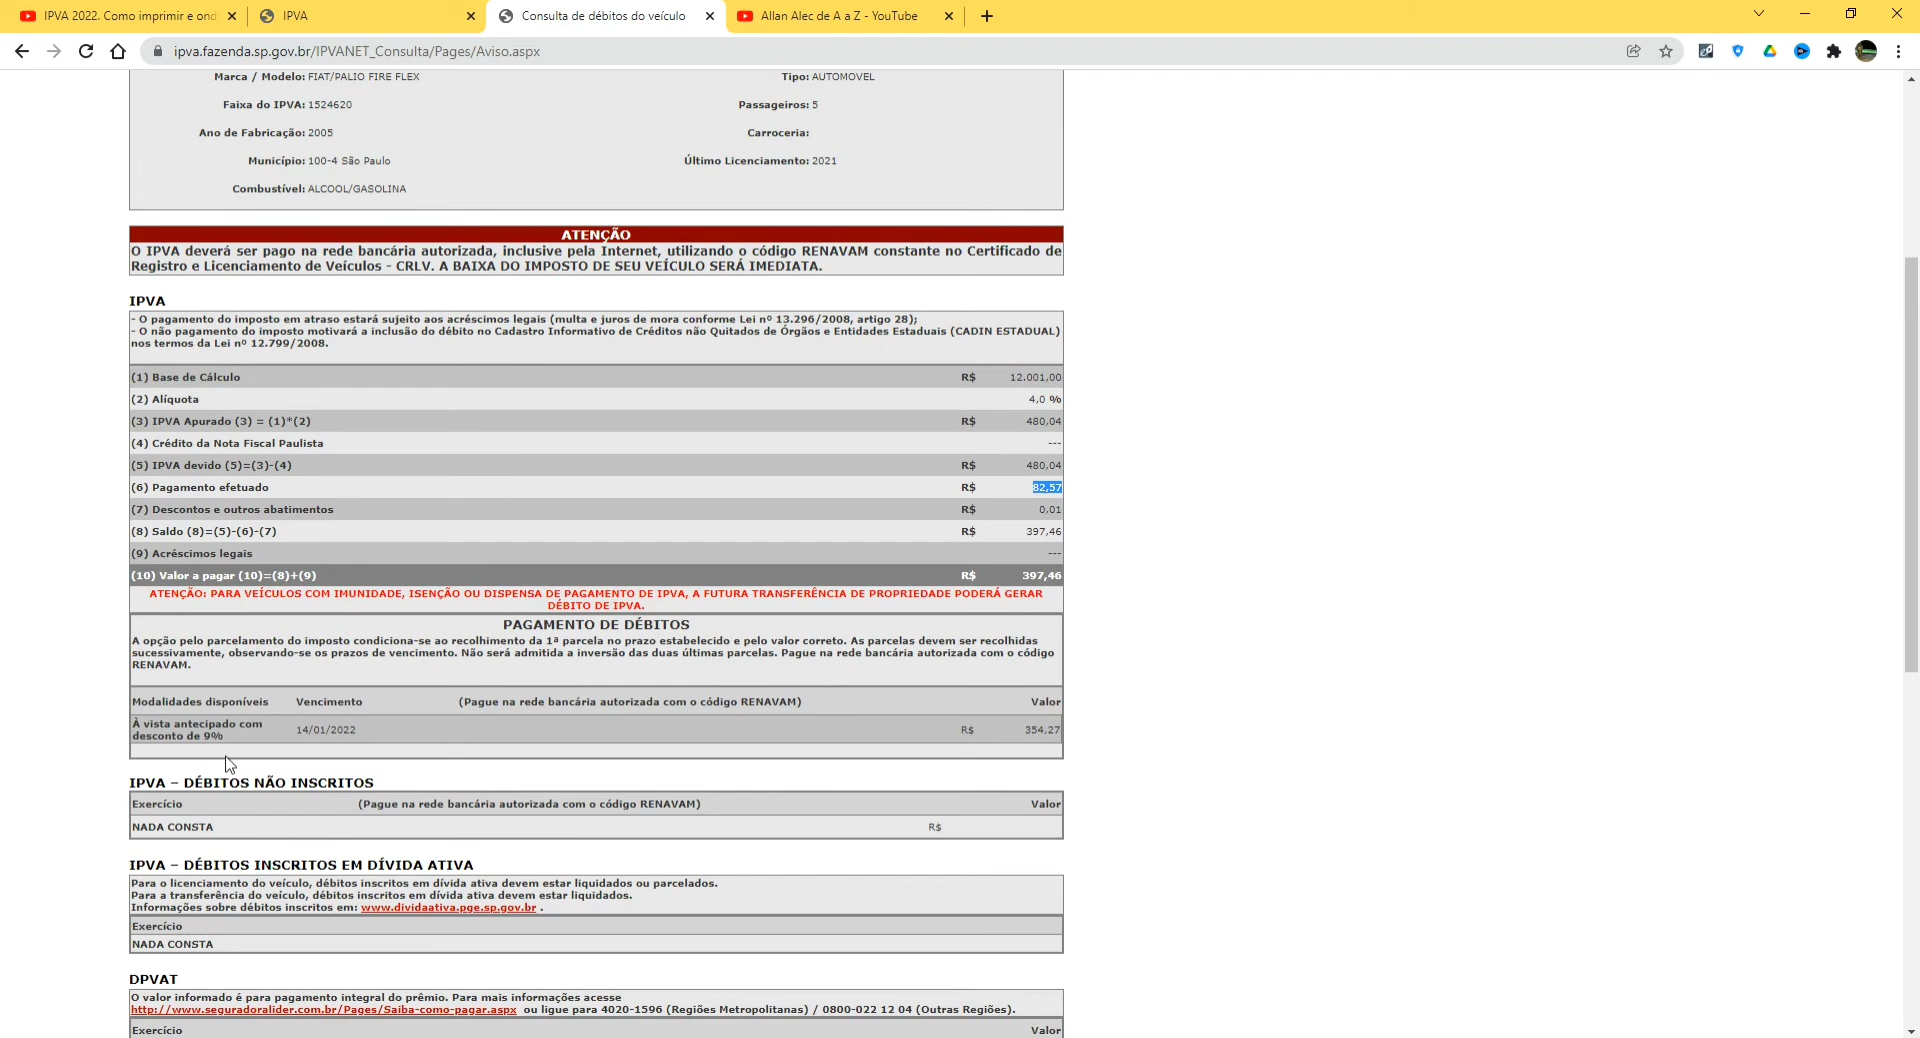 IPVA 2022. Como imprimir e ond
IPVA
Consulta de débitos do veículo
Allan Alec de A a Z - YouTube
ipva.fazenda.sp.gov.br/IPVANET_Consulta/Pages/Aviso.aspx
Marca / Modelo: FIAT/PALIO FIRE FLEX
Tipo: AUTOMOVEL
Faixa do IPVA: 1524620
Passageiros: 5
Ano de Fabricação: 2005
Carroceria:
Município: 100-4 São Paulo
Último Licenciamento: 2021
Combustível: ALCOOL/GASOLINA
ATENÇÃO
O IPVA deverá ser pago na rede bancária autorizada, inclusive pela Internet, utilizando o código RENAVAM constante no Certificado de
Registro e Licenciamento de Veículos - CRLV. A BAIXA DO IMPOSTO DE SEU VEÍCULO SERÁ IMEDIATA.
IPVA
- O pagamento do imposto em atraso estará sujeito aos acréscimos legais (multa e juros de mora conforme Lei nº 13.296/2008, artigo 28);
- O não pagamento do imposto motivará a inclusão do débito no Cadastro Informativo de Créditos não Quitados de Órgãos e Entidades Estaduais (CADIN ESTADUAL)
nos termos da Lei nº 12.799/2008.
(1) Base de Cálculo R$ 12.001,00
(2) Alíquota 4,0 %
(3) IPVA Apurado (3) = (1)*(2) R$ 480,04
(4) Crédito da Nota Fiscal Paulista ---
(5) IPVA devido (5)=(3)-(4) R$ 480,04
(6) Pagamento efetuado R$ 82,57
(7) Descontos e outros abatimentos R$ 0,01
(8) Saldo (8)=(5)-(6)-(7) R$ 397,46
(9) Acréscimos legais ---
(10) Valor a pagar (10)=(8)+(9) R$ 397,46
ATENÇÃO: PARA VEÍCULOS COM IMUNIDADE, ISENÇÃO OU DISPENSA DE PAGAMENTO DE IPVA, A FUTURA TRANSFERÊNCIA DE PROPRIEDADE PODERÁ GERAR
DÉBITO DE IPVA.
PAGAMENTO DE DÉBITOS
A opção pelo parcelamento do imposto condiciona-se ao recolhimento da 1ª parcela no prazo estabelecido e pelo valor correto. As parcelas devem ser recolhidas
sucessivamente, observando-se os prazos de vencimento. Não será admitida a inversão das duas últimas parcelas. Pague na rede bancária autorizada com o código
RENAVAM.
Modalidades disponíveis Vencimento (Pague na rede bancária autorizada com o código RENAVAM) Valor
À vista antecipado com
desconto de 9% 14/01/2022 R$ 354,27
IPVA – DÉBITOS NÃO INSCRITOS
Exercício (Pague na rede bancária autorizada com o código RENAVAM) Valor
NADA CONSTA R$
IPVA – DÉBITOS INSCRITOS EM DÍVIDA ATIVA
Para o licenciamento do veículo, débitos inscritos em dívida ativa devem estar liquidados ou parcelados.
Para a transferência do veículo, débitos inscritos em dívida ativa devem estar liquidados.
Informações sobre débitos inscritos em: www.dividaativa.pge.sp.gov.br .
Exercício
NADA CONSTA
DPVAT
O valor informado é para pagamento integral do prêmio. Para mais informações acesse
http://www.seguradoralider.com.br/Pages/Saiba-como-pagar.aspx ou ligue para 4020-1596 (Regiões Metropolitanas) / 0800-022 12 04 (Outras Regiões).
Exercício Valor